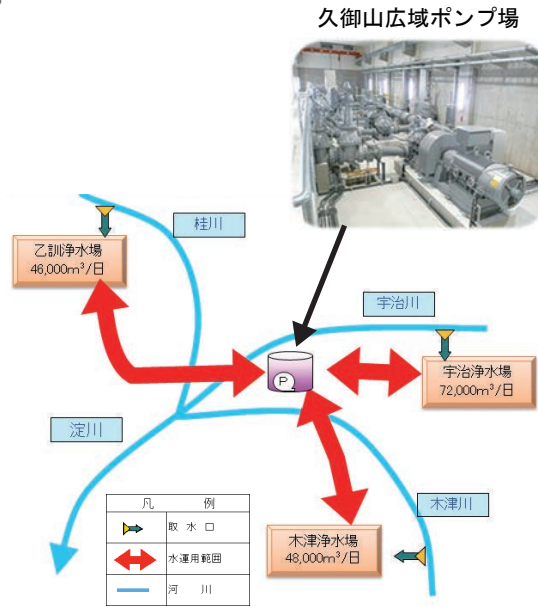 久御山広域ポンプ場
桂川
乙訓浄水場
46,000m³/日
宇治川
P
宇治浄水場
72,000m³/日
淀川
木津川
凡 例
取 水 口
水運用範囲
河 川
木津浄水場
48,000m³/日